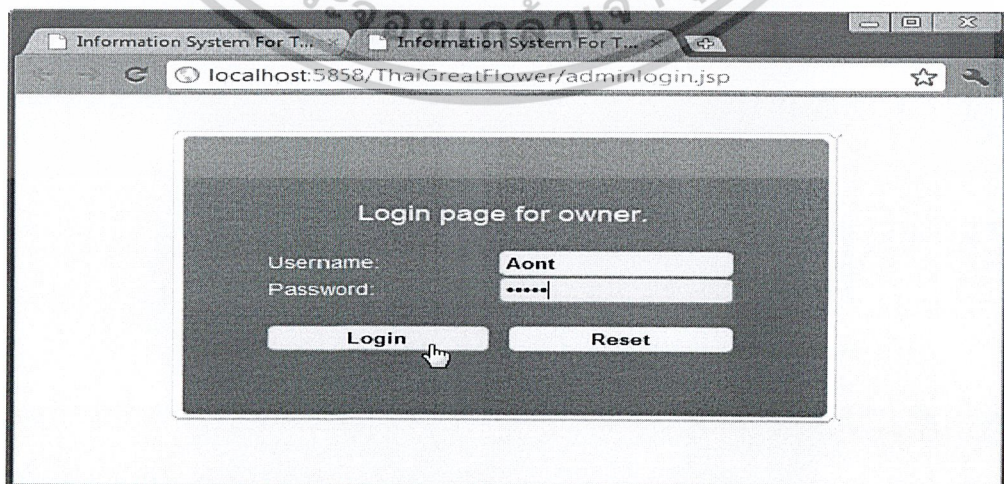 Information System For T... Information System For T...
localhost:5858/ThaiGreatFlower/adminlogin.jsp
Login page for owner.
Username: Aont
Password: •••••
Login Reset